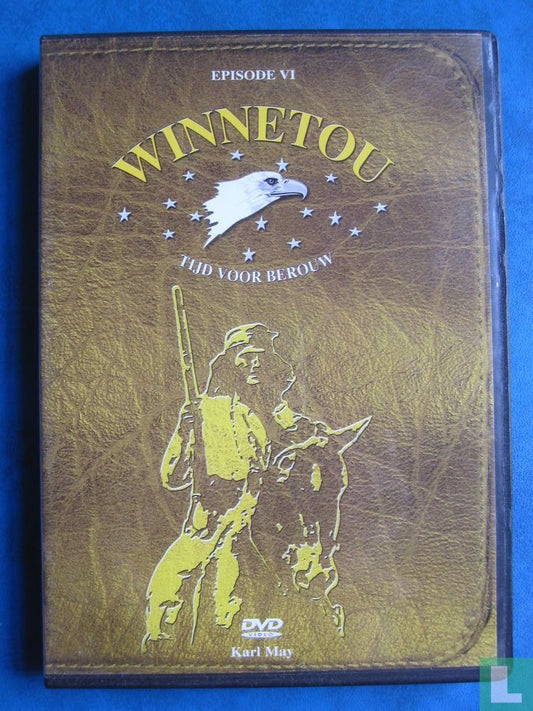 EPISODE VI
WINNETOU
TIJD VOOR BEROUW
DVD
VIDEO
Karl May
L